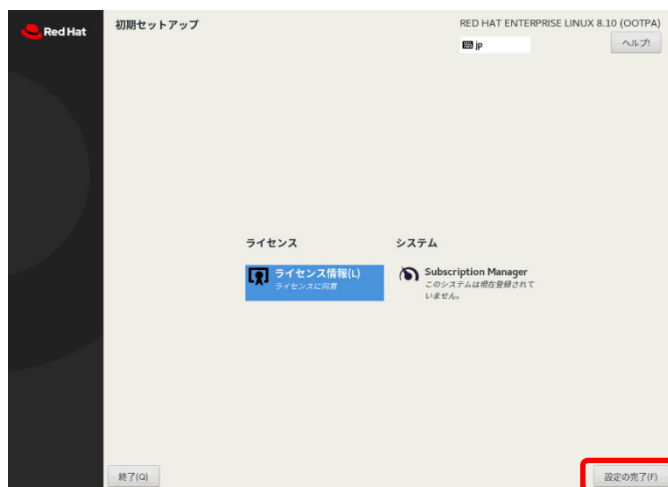 Red Hat
初期セットアップ
RED HAT ENTERPRISE LINUX 8.10 (OOTPA)
jp
ヘルプ!
ライセンス
ライセンス情報(L)
ライセンスに同意
システム
Subscription Manager
このシステムは現在登録されて
いません。
終了(Q)
設定の完了(F)